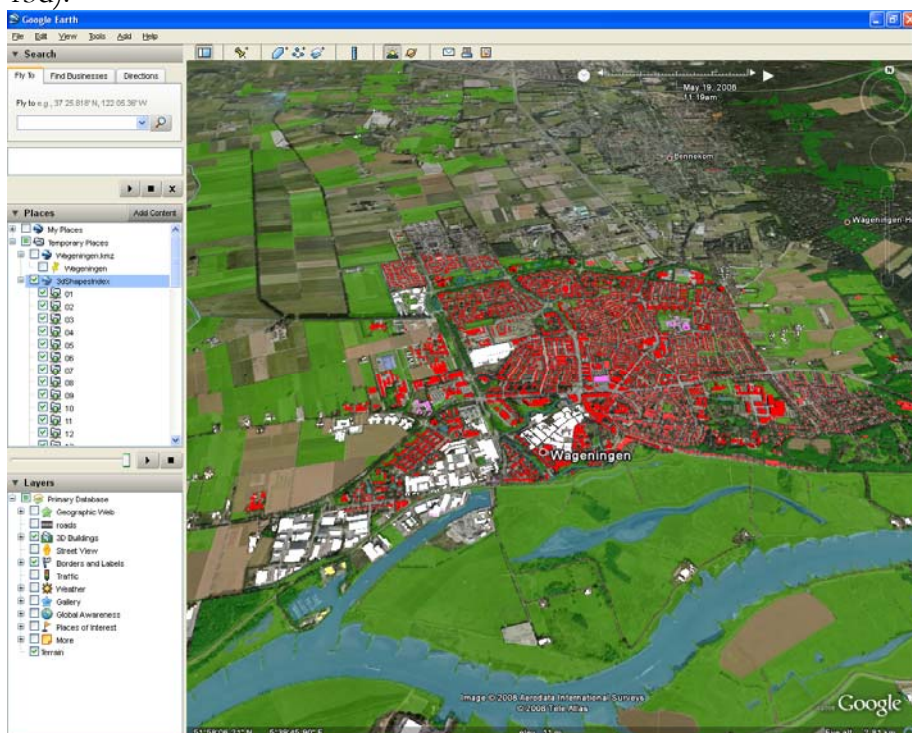 15d).
Google Earth
File Edit View Tools Add Help
Search
Fly To Find Businesses Directions
Fly to e.g., 37 25.818' N, 122 05.36' W
Places Add Content
My Places
Temporary Places
Wageningen.kmz
Wageningen
3dShapesIndex
01
02
03
04
05
06
07
08
09
10
11
12
Layers
Primary Database
Geographic Web
roads
3D Buildings
Street View
Borders and Labels
Traffic
Weather
Gallery
Global Awareness
Places of Interest
More
Terrain
May 19, 2008
11:19am
N
Bennekom
Wageningen-H
Wageningen
Image © 2008 Aerodata International Surveys
© 2008 Tele Atlas
Google